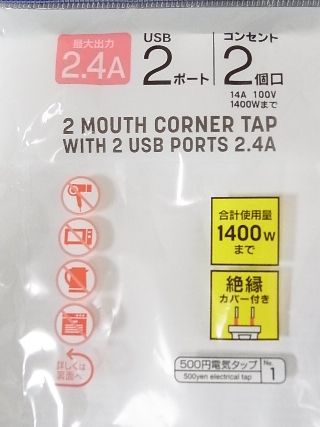 最大出力
2.4A
USB
2ポート
コンセント
2個口
14A 100V
1400Wまで
2 MOUTH CORNER TAP
WITH 2 USB PORTS 2.4A
合計使用量
1400W
まで
絶縁
カバー付き
詳しくは
裏面へ
500円電気タップ
500yen electrical tap
No.
1